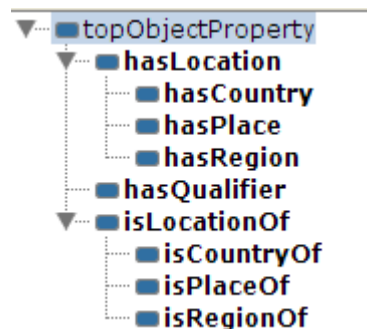 topObjectProperty
hasLocation
hasCountry
hasPlace
hasRegion
hasQualifier
isLocationOf
isCountryOf
isPlaceOf
isRegionOf